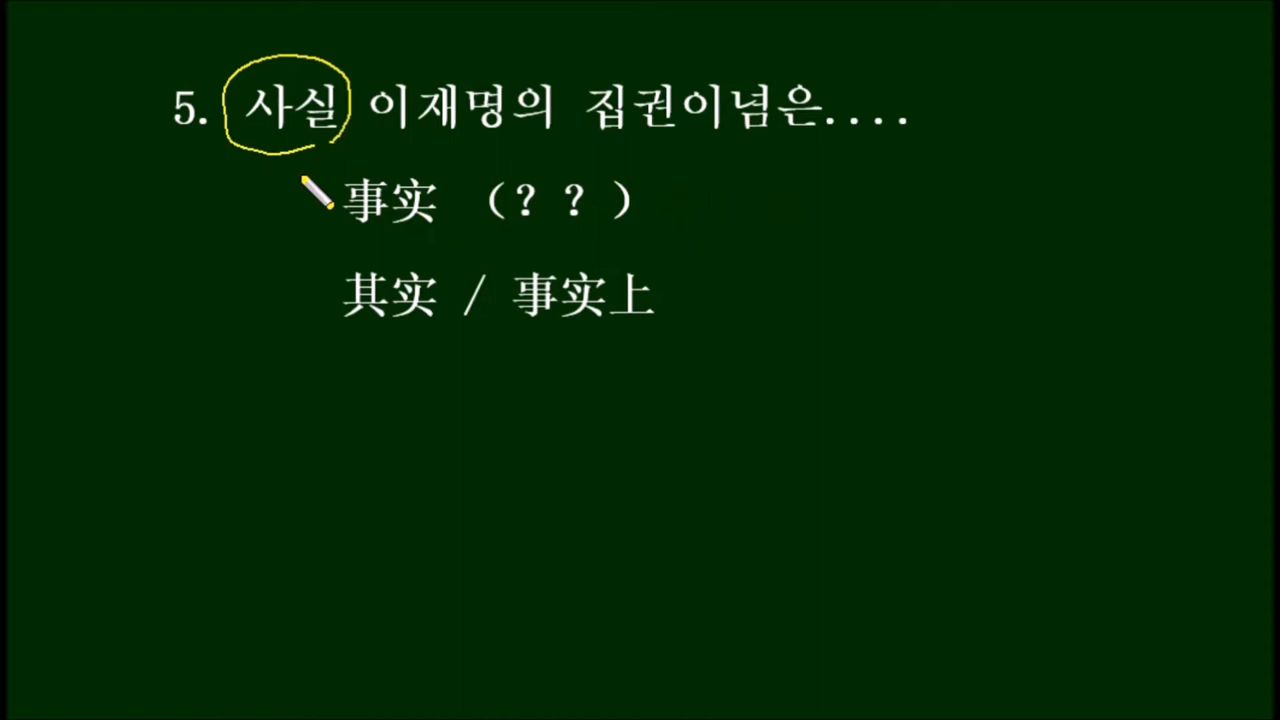 5. 사실 이재명의 집권이념은....
事实 （？？）
其实 / 事实上